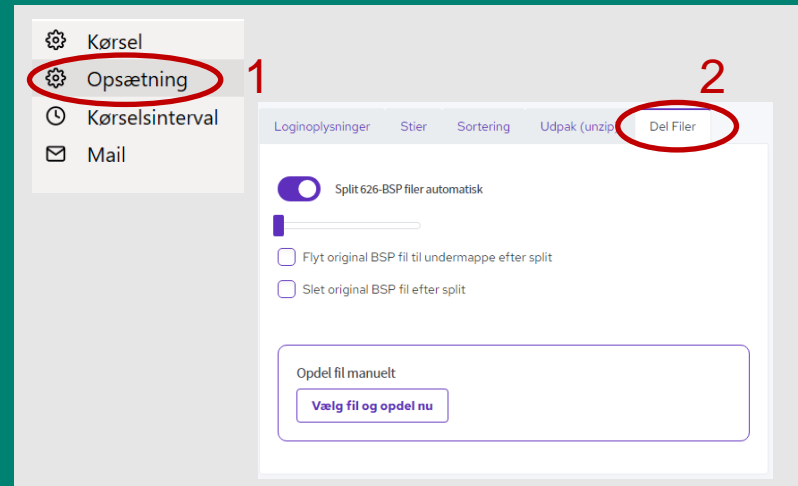 Kørsel
Opsætning
1
Kørselsinterval
Mail
2
Loginoplysninger Stier Sortering Udpak (unzip Del Filer
Split 626-BSP filer automatisk
Flyt original BSP fil til undermappe efter split
Slet original BSP fil efter split
Opdel fil manuelt
Vælg fil og opdel nu